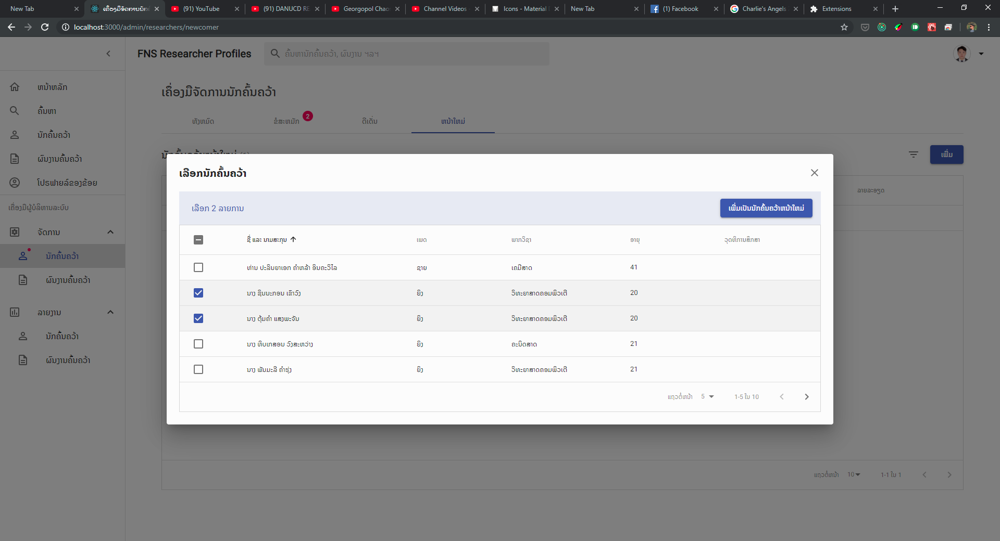 New Tab
ເຄື່ອງມືຈັດການນັກ
(91) YouTube
(91) DANUCD RE
Georgopol Chao
Channel Videos
Icons - Material
New Tab
(1) Facebook
Charlie's Angels
Extensions
localhost:3000/admin/researchers/newcomer
FNS Researcher Profiles
ຄົ້ນຫານັກຄົ້ນຄວ້າ, ຜົນງານ ຯລຯ
ຫນ້າຫລັກ
ຄົ້ນຫາ
ນັກຄົ້ນຄວ້າ
ຜົນງານຄົ້ນຄວ້າ
ໂປຣຟາຍລ໌ຂອງຂ້ອຍ
ເຄື່ອງມືຜູ້ບໍລິຫານລະບົບ
ຈັດການ
ນັກຄົ້ນຄວ້າ
ຜົນງານຄົ້ນຄວ້າ
ລາຍງານ
ນັກຄົ້ນຄວ້າ
ຜົນງານຄົ້ນຄວ້າ
ເຄື່ອງມືຈັດການນັກຄົ້ນຄວ້າ
ທັງຫມົດ
ຂໍສະຫມັກ 2
ດີເດັ່ນ
ຫນ້າໃຫມ່
ເພີ່ມ
ລາຍລະອຽດ
ເລືອກນັກຄົ້ນຄວ້າ
ເລືອກ 2 ລາຍການ
ເພີ່ມເປັນນັກຄົ້ນຄວ້າຫນ້າໃຫມ່
ຊື່ ແລະ ນາມສະກຸນ ເພດ ພາກວິຊາ ອາຍຸ ວຸດທິການສຶກສາ
ທ່ານ ປະລິນຍາເອກ ຄຳຫລ້າ ອິນຄະວິໄລ ຊາຍ ເຄມີສາດ 41
ນາງ ຊິນນະກອນ ເຂົາວົງ ຍິງ ວິທະຍາສາດຄອມພິວເຕີ 20
ນາງ ຕຸ້ມຄຳ ແສງພະຈັນ ຍິງ ວິທະຍາສາດຄອມພິວເຕີ 20
ນາງ ທິບເກສອນ ວົງສະຫວ່າງ ຍິງ ຄະນິດສາດ 21
ນາງ ພັນມະລີ ຄຳຮຸ່ງ ຍິງ ວິທະຍາສາດຄອມພິວເຕີ 21
ແຖວຕໍ່ຫນ້າ 5 1-5 ໃນ 10
ແຖວຕໍ່ຫນ້າ 10 1-1 ໃນ 1